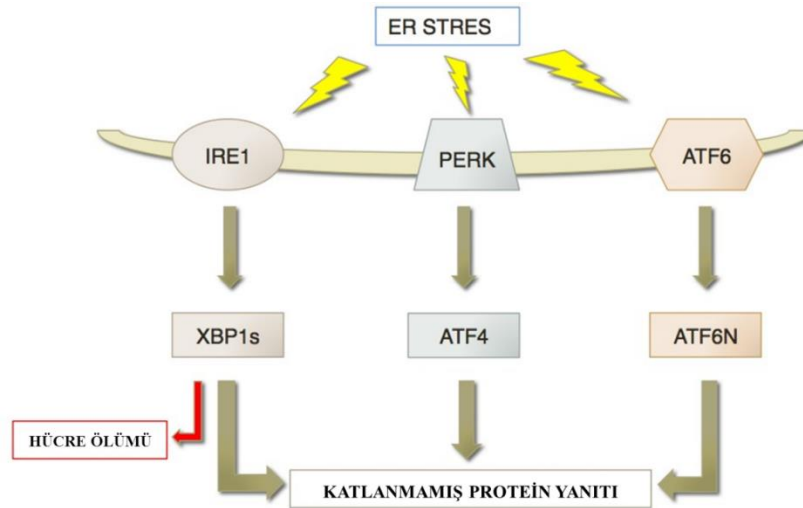 ER STRES
IRE1
PERK
ATF6
XBP1s
ATF4
ATF6N
HÜCRE ÖLÜMÜ
KATLANMAMIŞ PROTEİN YANITI